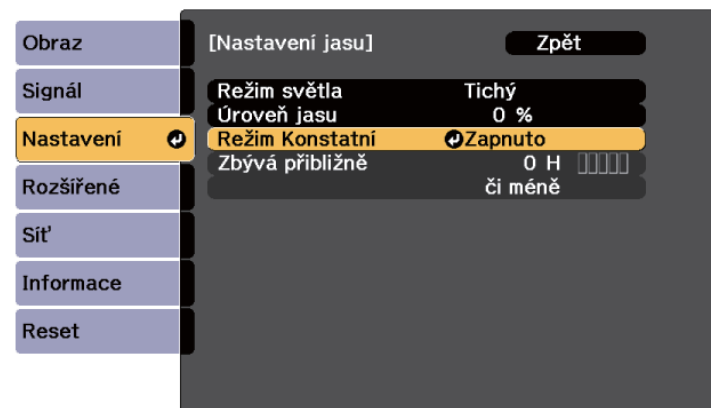 Obraz
Signál
Nastavení
Rozšířené
Síť
Informace
Reset
[Nastavení jasu] Zpět
Režim světla Tichý
Úroveň jasu 0 %
Režim Konstatní Zapnuto
Zbývá přibližně 0 H
či méně